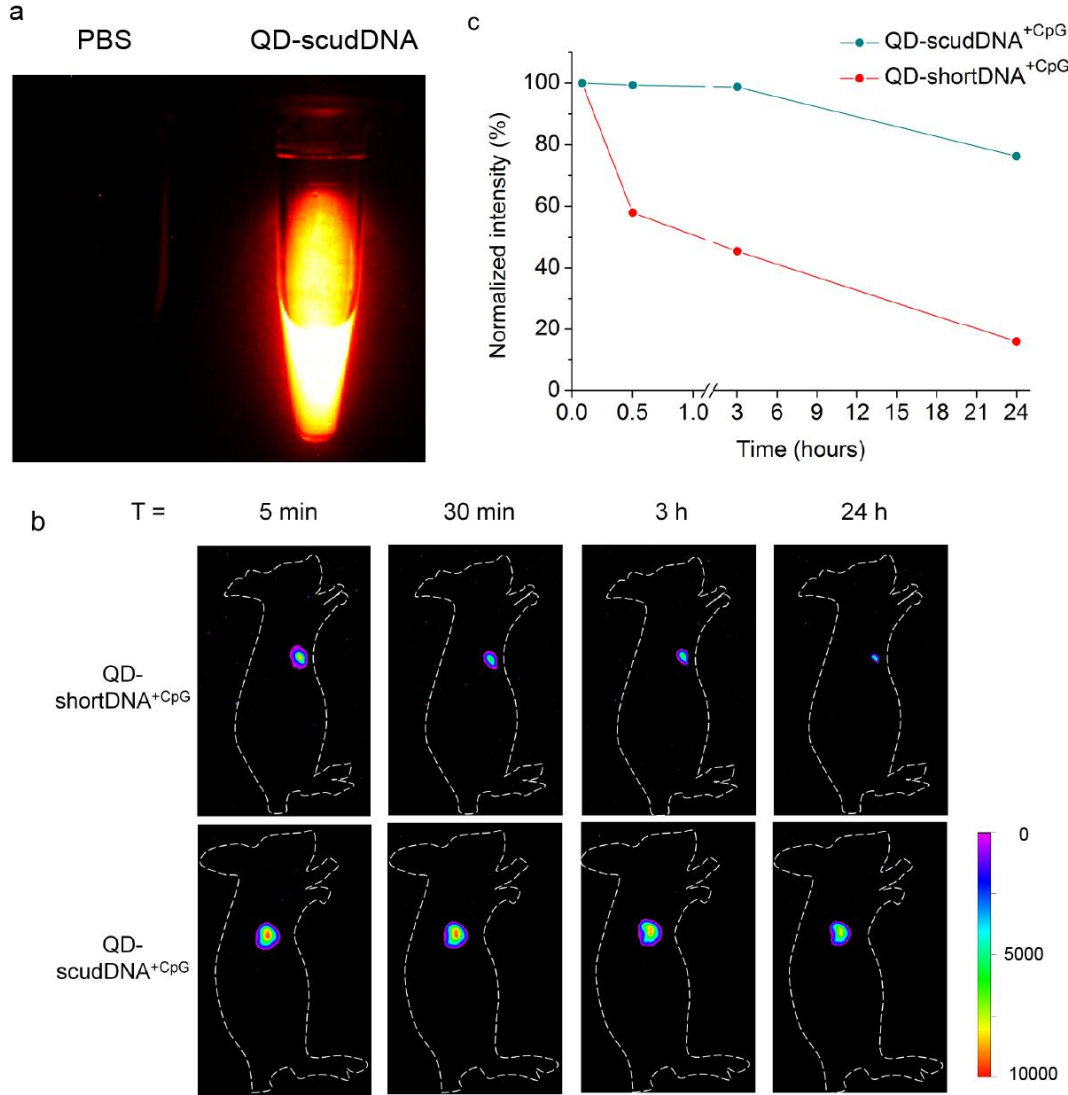 a
PBS QD-scudDNA
c
QD-scudDNA+CpG
QD-shortDNA+CpG
Normalized intensity (%)
100
80
60
40
20
0
0.0 0.5 1.0 3 6 9 12 15 18 21 24
Time (hours)
b
T = 5 min 30 min 3 h 24 h
QD-
shortDNA+CpG
QD-
scudDNA+CpG
0
5000
10000